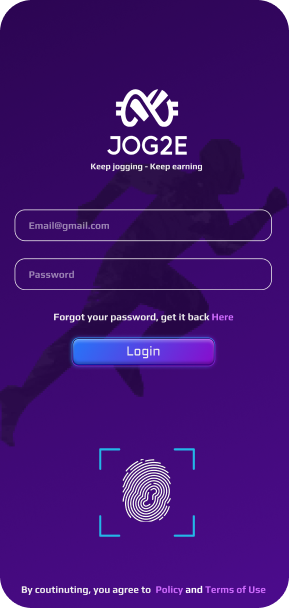 JOG2E
Keep jogging - Keep earning
Email@gmail.com
Password
Forgot your password, get it back Here
Login
By coutinuting, you agree to Policy and Terms of Use